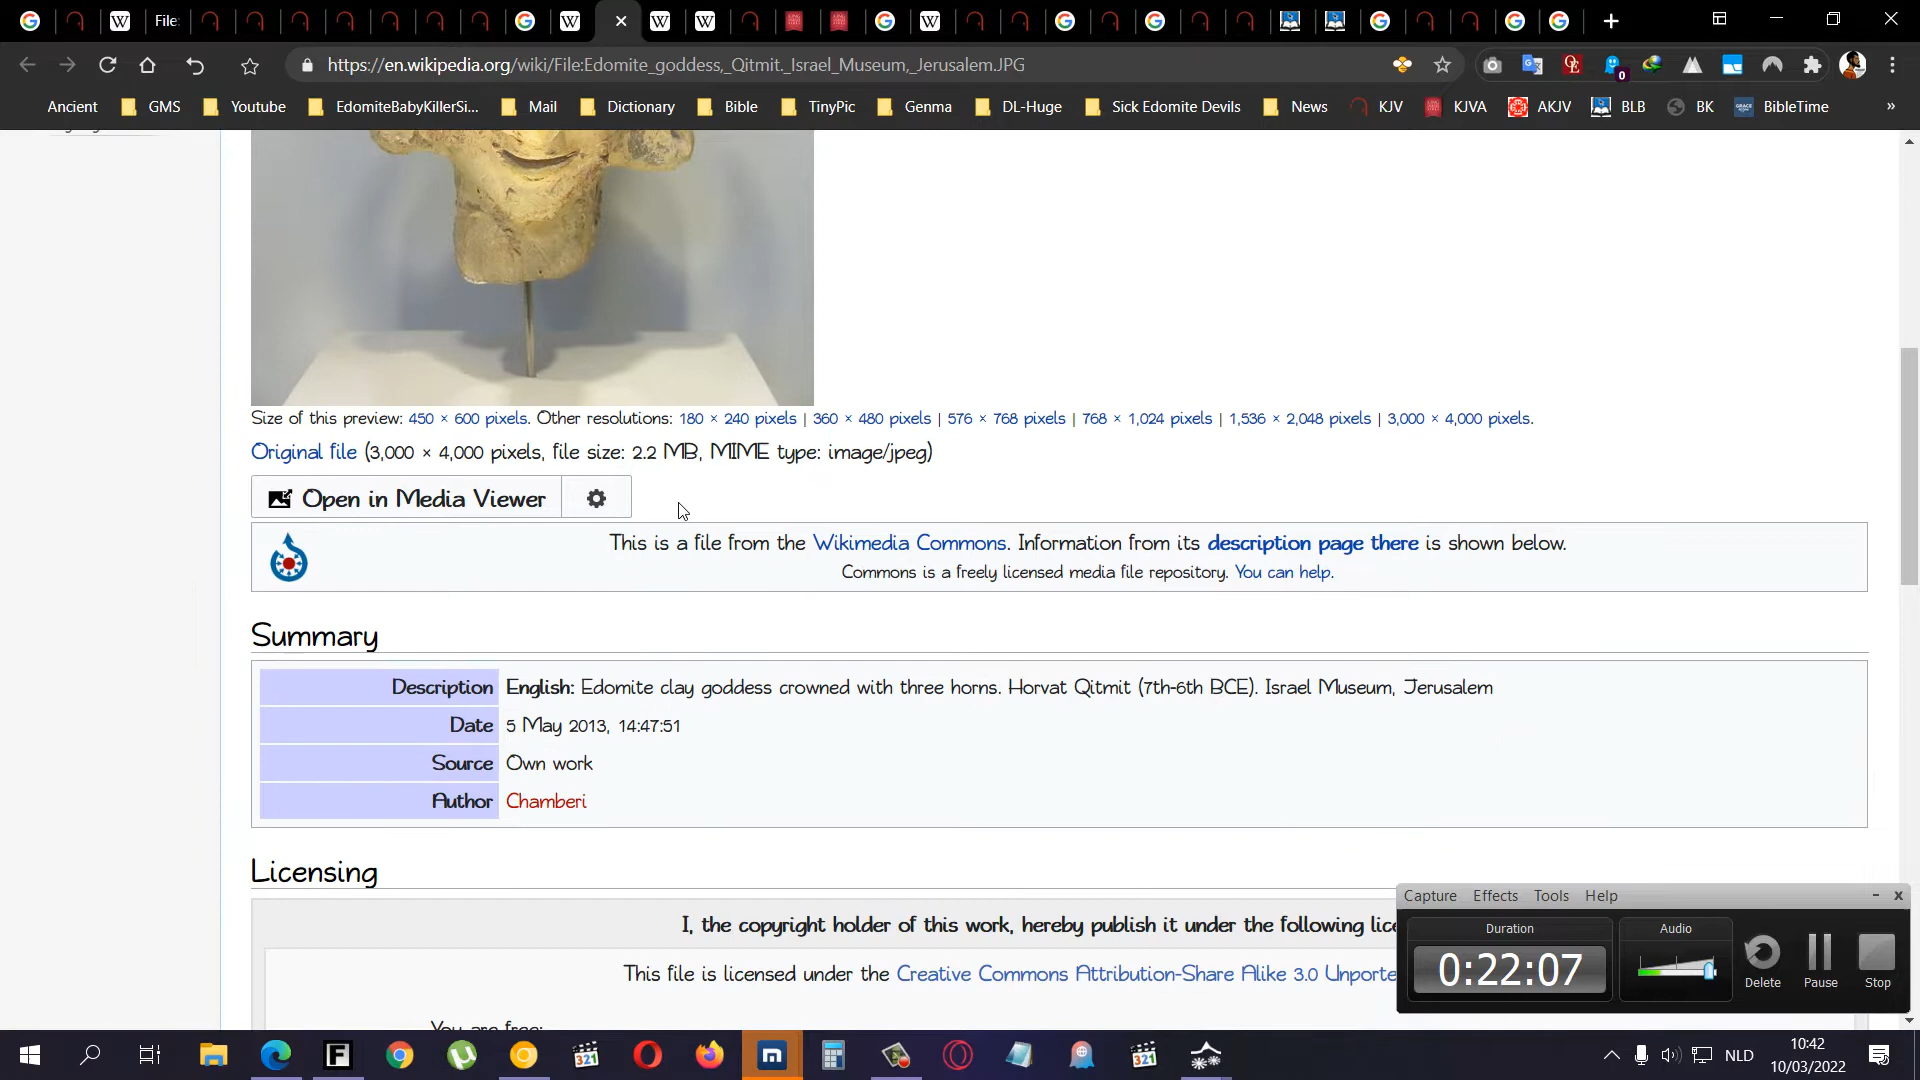 File:
https://en.wikipedia.org/wiki/File:Edomite_goddess,_Qitmit._Israel_Museum,_Jerusalem.JPG
0
Ancient GMS Youtube EdomiteBabyKillerSi... Mail Dictionary Bible TinyPic Genma DL-Huge Sick Edomite Devils News KJV KJVA AKJV BLB BK BibleTime »
Size of this preview: 450 × 600 pixels. Other resolutions: 180 × 240 pixels | 360 × 480 pixels | 576 × 768 pixels | 768 × 1,024 pixels | 1,536 × 2,048 pixels | 3,000 × 4,000 pixels.
Original file (3,000 × 4,000 pixels, file size: 2.2 MB, MIME type: image/jpeg)
Open in Media Viewer
This is a file from the Wikimedia Commons. Information from its description page there is shown below.
Commons is a freely licensed media file repository. You can help.
Summary
Description English: Edomite clay goddess crowned with three horns. Horvat Qitmit (7th-6th BCE). Israel Museum, Jerusalem
Date 5 May 2013, 14:47:51
Source Own work
Author Chamberi
Licensing
I, the copyright holder of this work, hereby publish it under the following lice
This file is licensed under the Creative Commons Attribution-Share Alike 3.0 Unporte
You are free:
Capture Effects Tools Help
Duration
Audio
0:22:07
Delete Pause Stop
NLD
10:42
10/03/2022